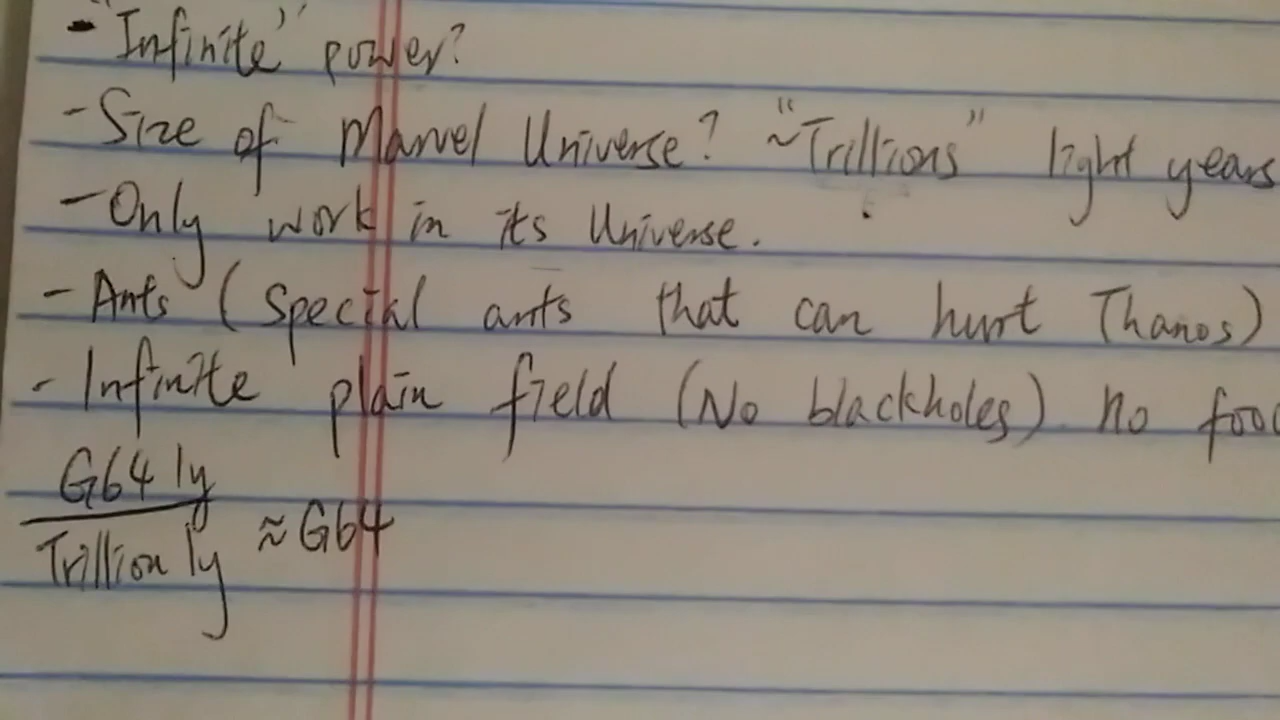 - "Infinite" power?
- Size of Marvel Universe? ~"Trillions" light years
- Only work in its Universe.
- Ants (Special ants that can hurt Thanos)
- Infinite plain field (No blackholes) no foo
G64 ly
Trillion ly ≈ G64